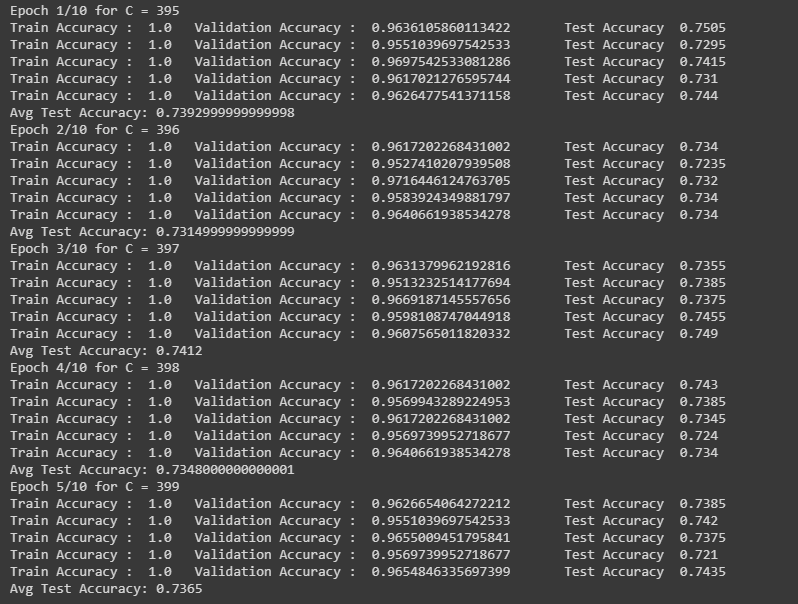 Epoch 1/10 for C = 395
Train Accuracy :  1.0   Validation Accuracy :  0.9636105860113422       Test Accuracy  0.7505
Train Accuracy :  1.0   Validation Accuracy :  0.9551039697542533       Test Accuracy  0.7295
Train Accuracy :  1.0   Validation Accuracy :  0.9697542533081286       Test Accuracy  0.7415
Train Accuracy :  1.0   Validation Accuracy :  0.9617021276595744       Test Accuracy  0.731
Train Accuracy :  1.0   Validation Accuracy :  0.9626477541371158       Test Accuracy  0.744
Avg Test Accuracy: 0.7392999999999998
Epoch 2/10 for C = 396
Train Accuracy :  1.0   Validation Accuracy :  0.9617202268431002       Test Accuracy  0.734
Train Accuracy :  1.0   Validation Accuracy :  0.9527410207939508       Test Accuracy  0.7235
Train Accuracy :  1.0   Validation Accuracy :  0.9716446124763705       Test Accuracy  0.732
Train Accuracy :  1.0   Validation Accuracy :  0.9583924349881797       Test Accuracy  0.734
Train Accuracy :  1.0   Validation Accuracy :  0.9640661938534278       Test Accuracy  0.734
Avg Test Accuracy: 0.7314999999999999
Epoch 3/10 for C = 397
Train Accuracy :  1.0   Validation Accuracy :  0.9631379962192816       Test Accuracy  0.7355
Train Accuracy :  1.0   Validation Accuracy :  0.9513232514177694       Test Accuracy  0.7385
Train Accuracy :  1.0   Validation Accuracy :  0.9669187145557656       Test Accuracy  0.7375
Train Accuracy :  1.0   Validation Accuracy :  0.9598108747044918       Test Accuracy  0.7455
Train Accuracy :  1.0   Validation Accuracy :  0.9607565011820332       Test Accuracy  0.749
Avg Test Accuracy: 0.7412
Epoch 4/10 for C = 398
Train Accuracy :  1.0   Validation Accuracy :  0.9617202268431002       Test Accuracy  0.743
Train Accuracy :  1.0   Validation Accuracy :  0.9569943289224953       Test Accuracy  0.7385
Train Accuracy :  1.0   Validation Accuracy :  0.9617202268431002       Test Accuracy  0.7345
Train Accuracy :  1.0   Validation Accuracy :  0.9569739952718677       Test Accuracy  0.724
Train Accuracy :  1.0   Validation Accuracy :  0.9640661938534278       Test Accuracy  0.734
Avg Test Accuracy: 0.7348000000000001
Epoch 5/10 for C = 399
Train Accuracy :  1.0   Validation Accuracy :  0.9626654064272212       Test Accuracy  0.7385
Train Accuracy :  1.0   Validation Accuracy :  0.9551039697542533       Test Accuracy  0.742
Train Accuracy :  1.0   Validation Accuracy :  0.9655009451795841       Test Accuracy  0.7375
Train Accuracy :  1.0   Validation Accuracy :  0.9569739952718677       Test Accuracy  0.721
Train Accuracy :  1.0   Validation Accuracy :  0.9654846335697399       Test Accuracy  0.7435
Avg Test Accuracy: 0.7365